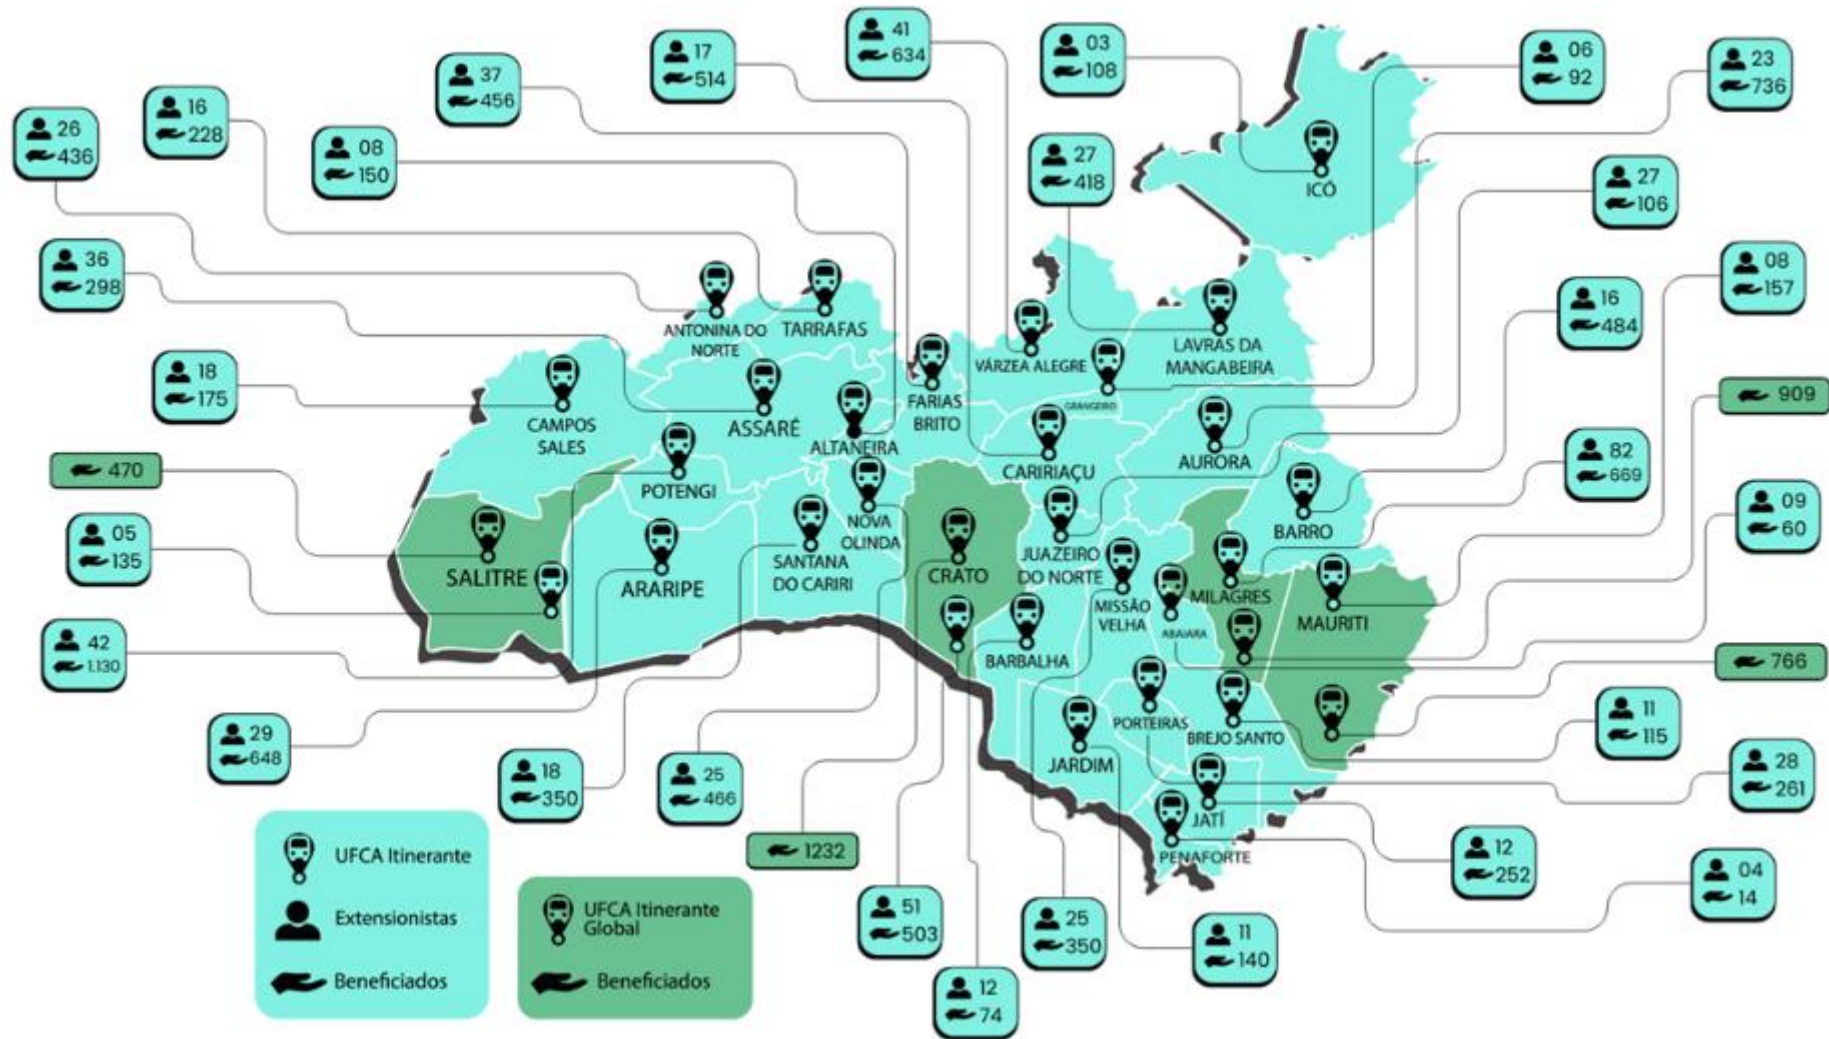 41
634
17
514
03
108
06
92
23
736
37
456
16
228
26
436
08
150
27
418
27
106
36
298
08
157
16
484
18
175
909
470
82
669
09
60
05
135
42
1.130
766
11
115
29
648
18
350
25
466
28
261
1232
12
252
04
14
51
503
25
350
11
140
12
74
ICÓ
ANTONINA DO
NORTE
TARRAFAS
VÁRZEA ALEGRE
LAVRAS DA
MANGABEIRA
GRANGEIRO
CAMPOS
SALES
ASSARÉ
ALTANEIRA
FARIAS
BRITO
CARIRIAÇU
AURORA
POTENGI
NOVA
OLINDA
BARRO
SALITRE
ARARIPE
SANTANA
DO CARIRI
CRATO
JUAZEIRO
DO NORTE
MISSÃO
VELHA
MILAGRES
ABAIARA
MAURITI
BARBALHA
PORTEIRAS
BREJO SANTO
JARDIM
JATÍ
PENAFORTE
UFCA Itinerante
Extensionistas
Beneficiados
UFCA Itinerante
Global
Beneficiados